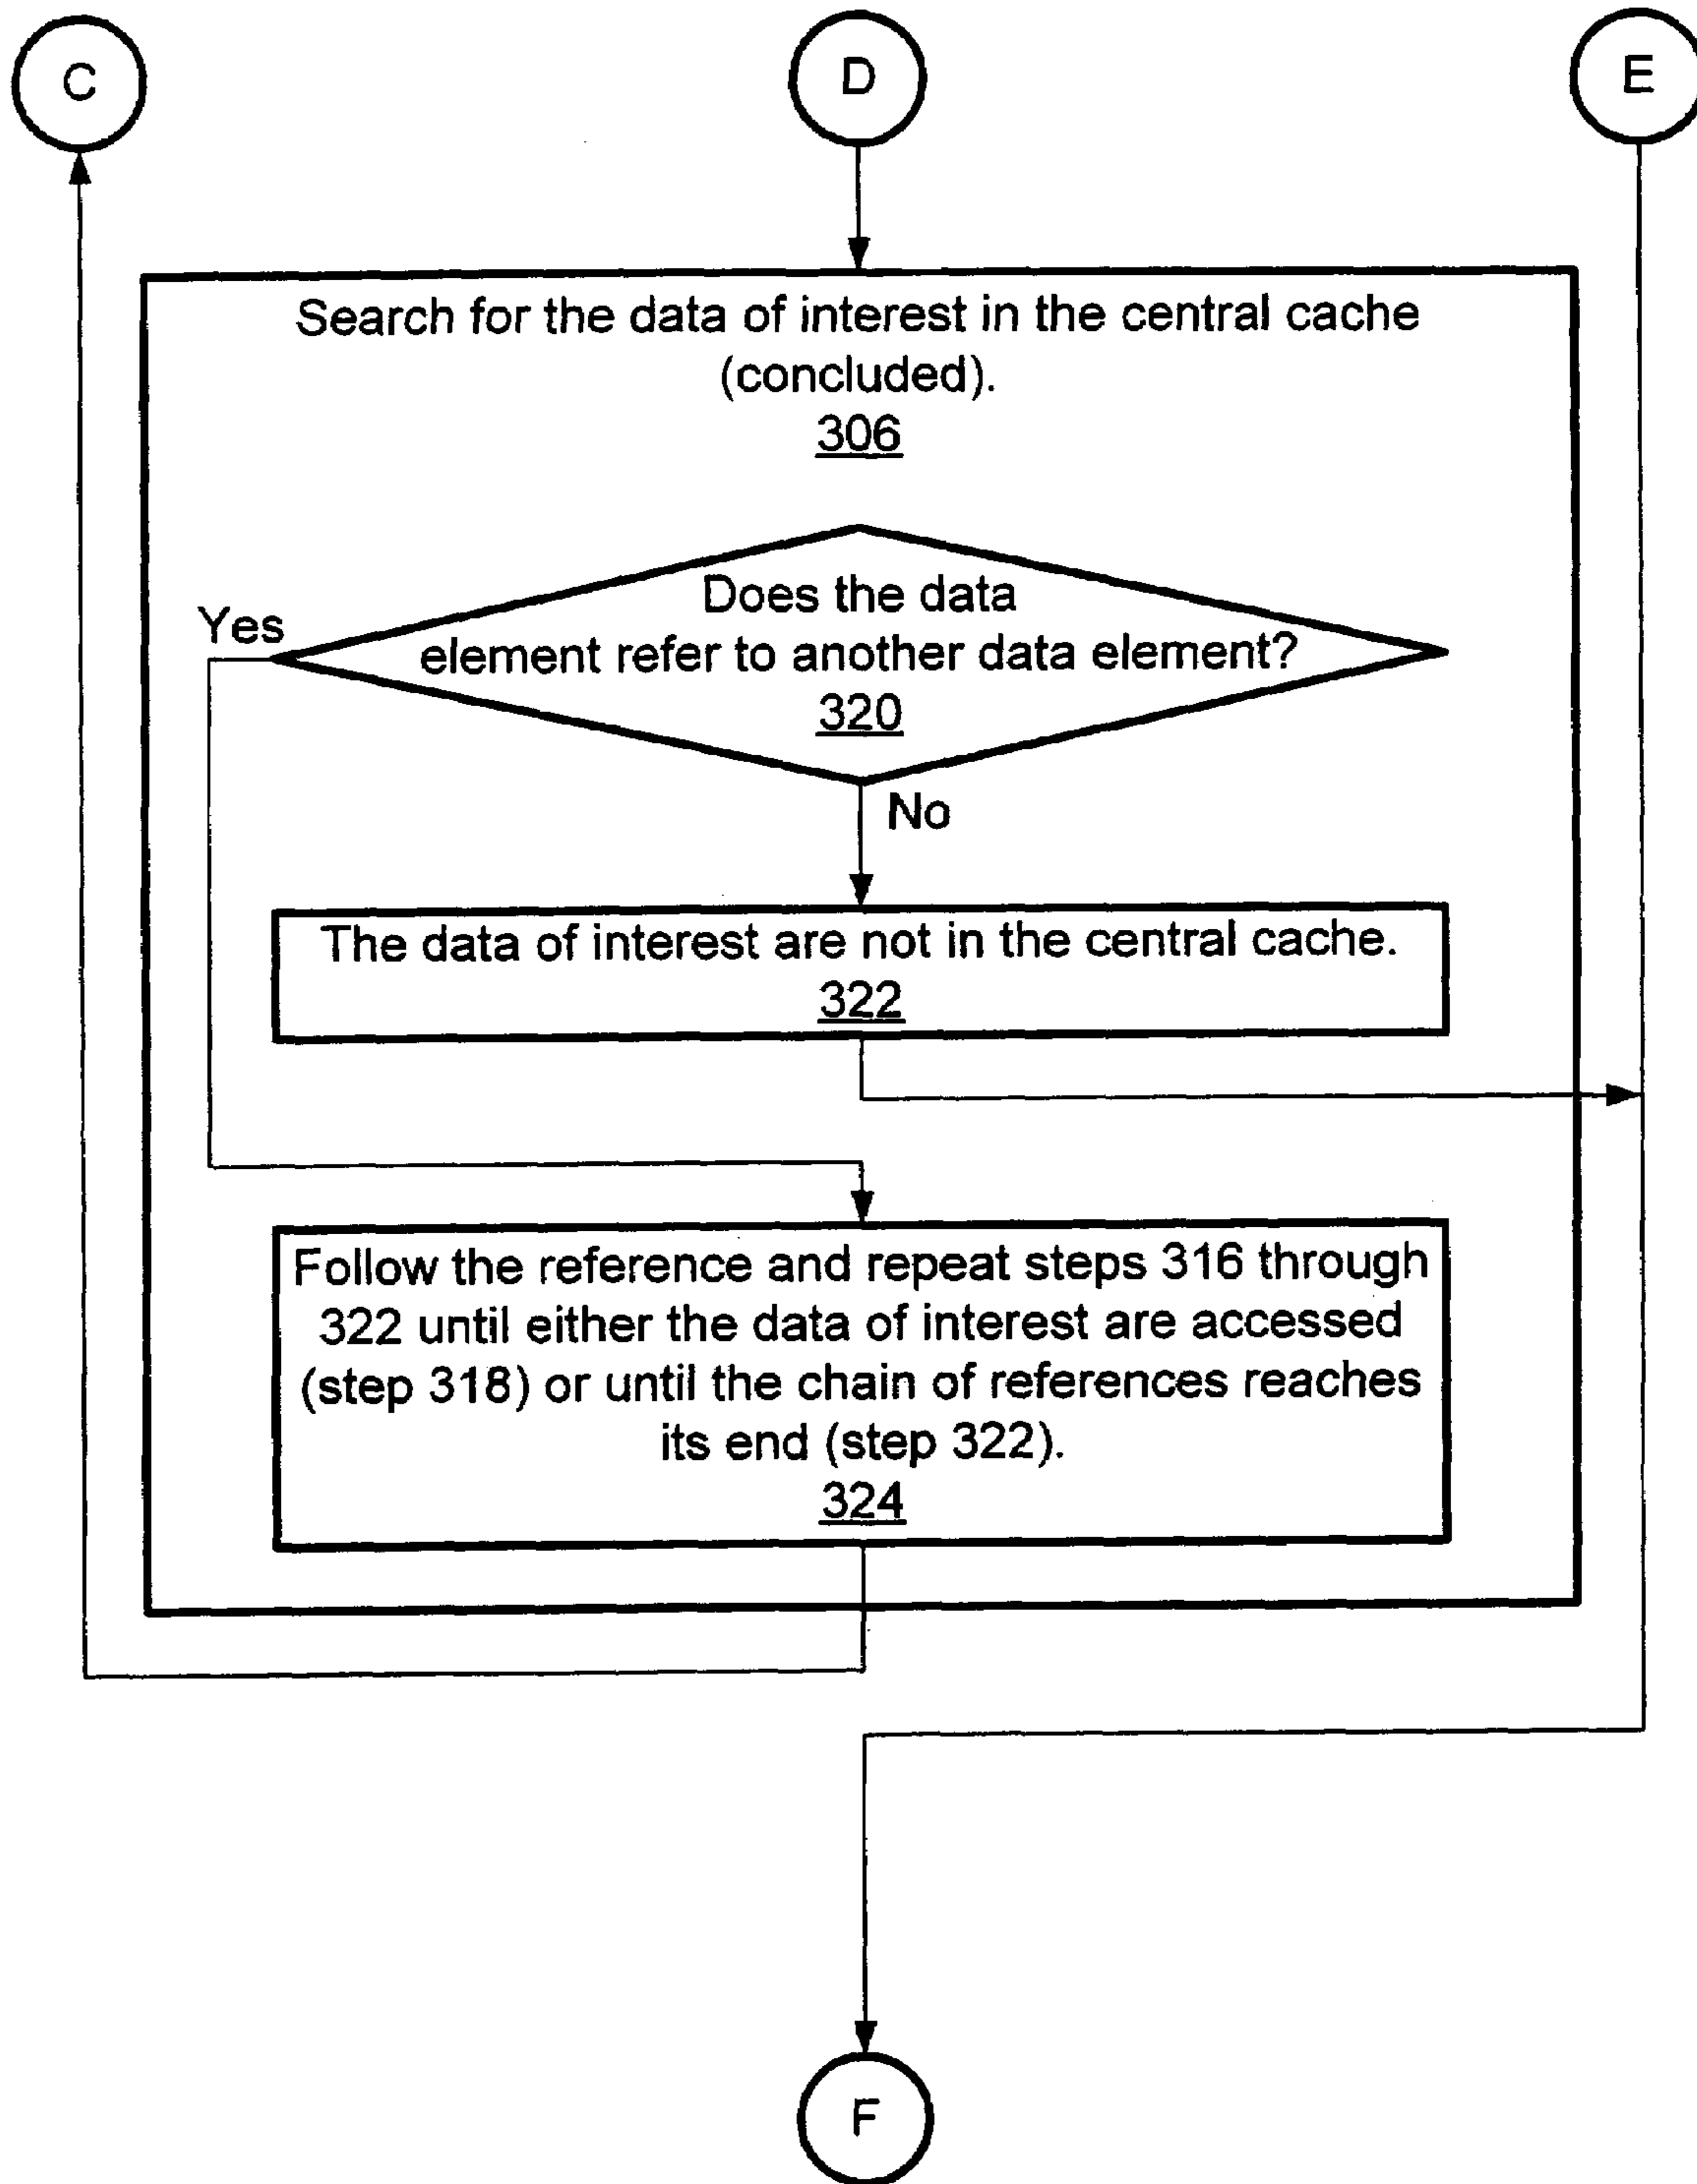 C
D
E
Search for the data of interest in the central cache
(concluded).
306
Does the data
element refer to another data element?
320
Yes
No
The data of interest are not in the central cache.
322
Follow the reference and repeat steps 316 through
322 until either the data of interest are accessed
(step 318) or until the chain of references reaches
its end (step 322).
324
F